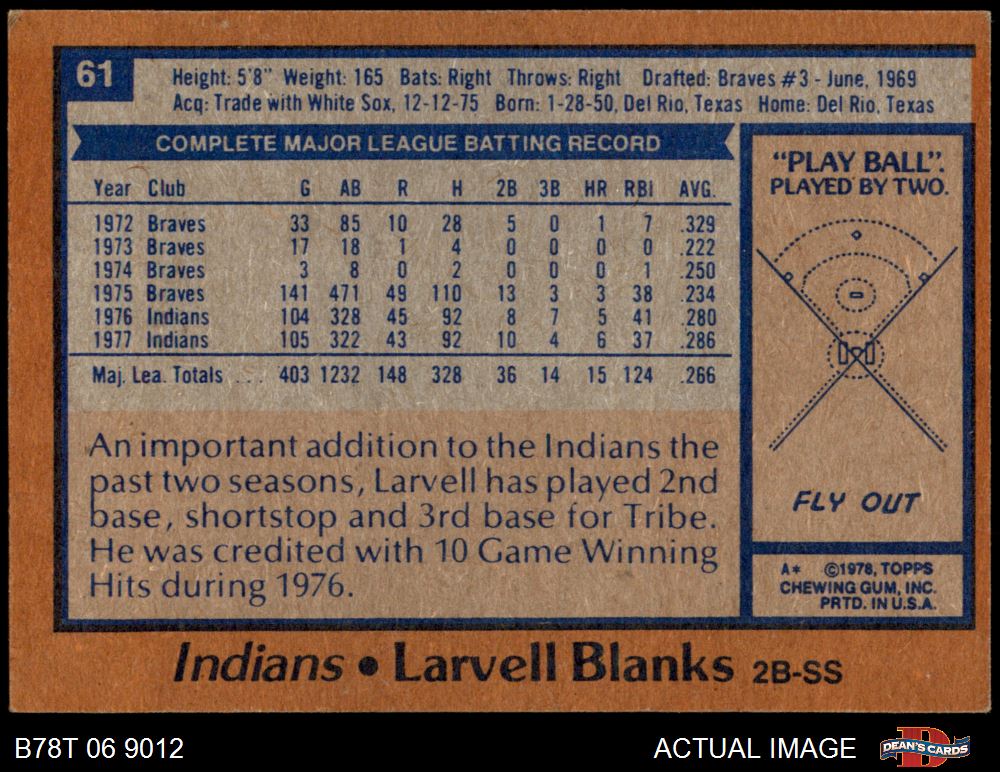 61
Height: 5'8" Weight: 165 Bats: Right Throws: Right Drafted: Braves #3 - June, 1969
Acq: Trade with White Sox, 12-12-75 Born: 1-28-50, Del Rio, Texas Home: Del Rio, Texas
COMPLETE MAJOR LEAGUE BATTING RECORD
Year Club G AB R H 2B 3B HR RBI AVG.
1972 Braves 33 85 10 28 5 0 1 7 .329
1973 Braves 17 18 1 4 0 0 0 0 .222
1974 Braves 3 8 0 2 0 0 0 1 .250
1975 Braves 141 471 49 110 13 3 3 38 .234
1976 Indians 104 328 45 92 8 7 5 41 .280
1977 Indians 105 322 43 92 10 4 6 37 .286
Maj. Lea. Totals ... 403 1232 148 328 36 14 15 124 .266
An important addition to the Indians the
past two seasons, Larvell has played 2nd
base, shortstop and 3rd base for Tribe.
He was credited with 10 Game Winning
Hits during 1976.
"PLAY BALL".
PLAYED BY TWO.
FLY OUT
A* ©1978, TOPPS
CHEWING GUM, INC.
PRTD. IN U.S.A.
Indians • Larvell Blanks 2B-SS
B78T 06 9012
ACTUAL IMAGE
D
DEAN'S CARDS